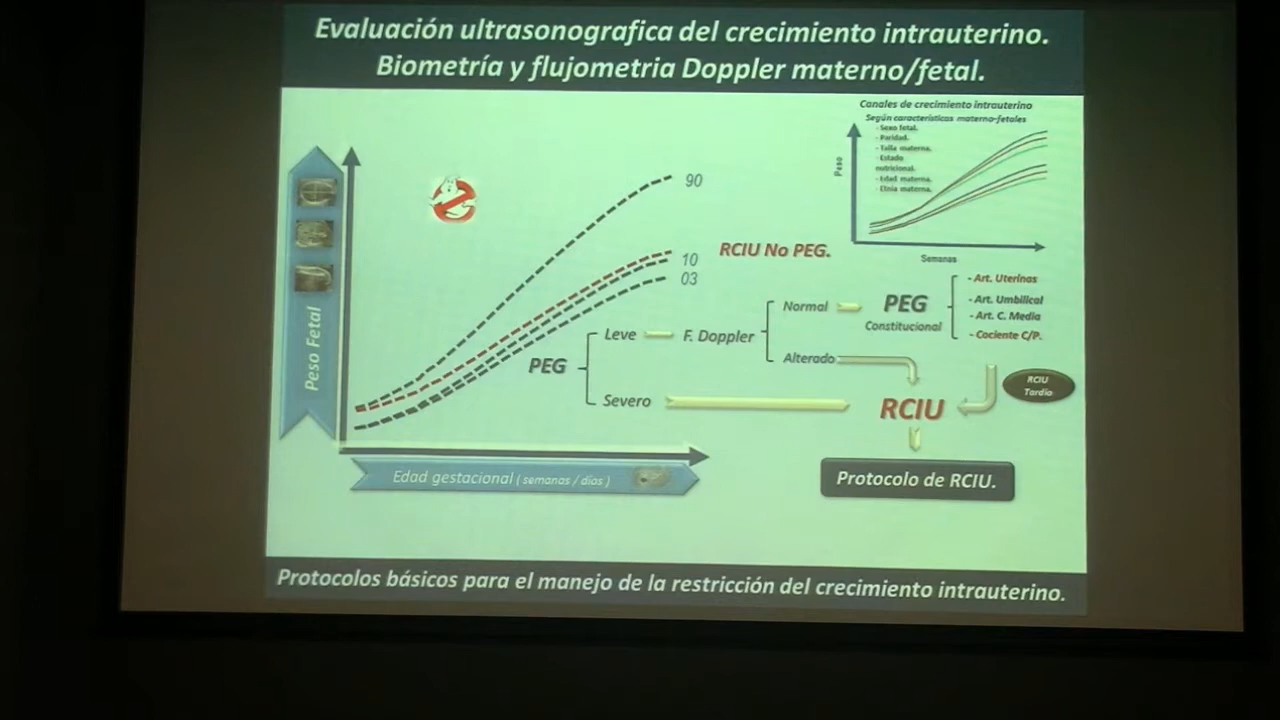 Evaluación ultrasonografica del crecimiento intrauterino.
Biometría y flujometria Doppler materno/fetal.
Canales de crecimiento intrauterino
Según características materno-fetales
- Sexo fetal.
- Paridad.
- Talla materna.
- Estado
nutricional.
- Edad materna.
- Etnia materna.
Peso
Semanas
90
10
03
RCIU No PEG.
Peso Fetal
PEG
Leve
Severo
F. Doppler
Normal
Alterado
PEG
Constitucional
- Art. Uterinas
- Art. Umbilical
- Art. C. Media
- Cociente C/P.
RCIU
Tardío
RCIU
Protocolo de RCIU.
Edad gestacional ( semanas / días )
Protocolos básicos para el manejo de la restricción del crecimiento intrauterino.